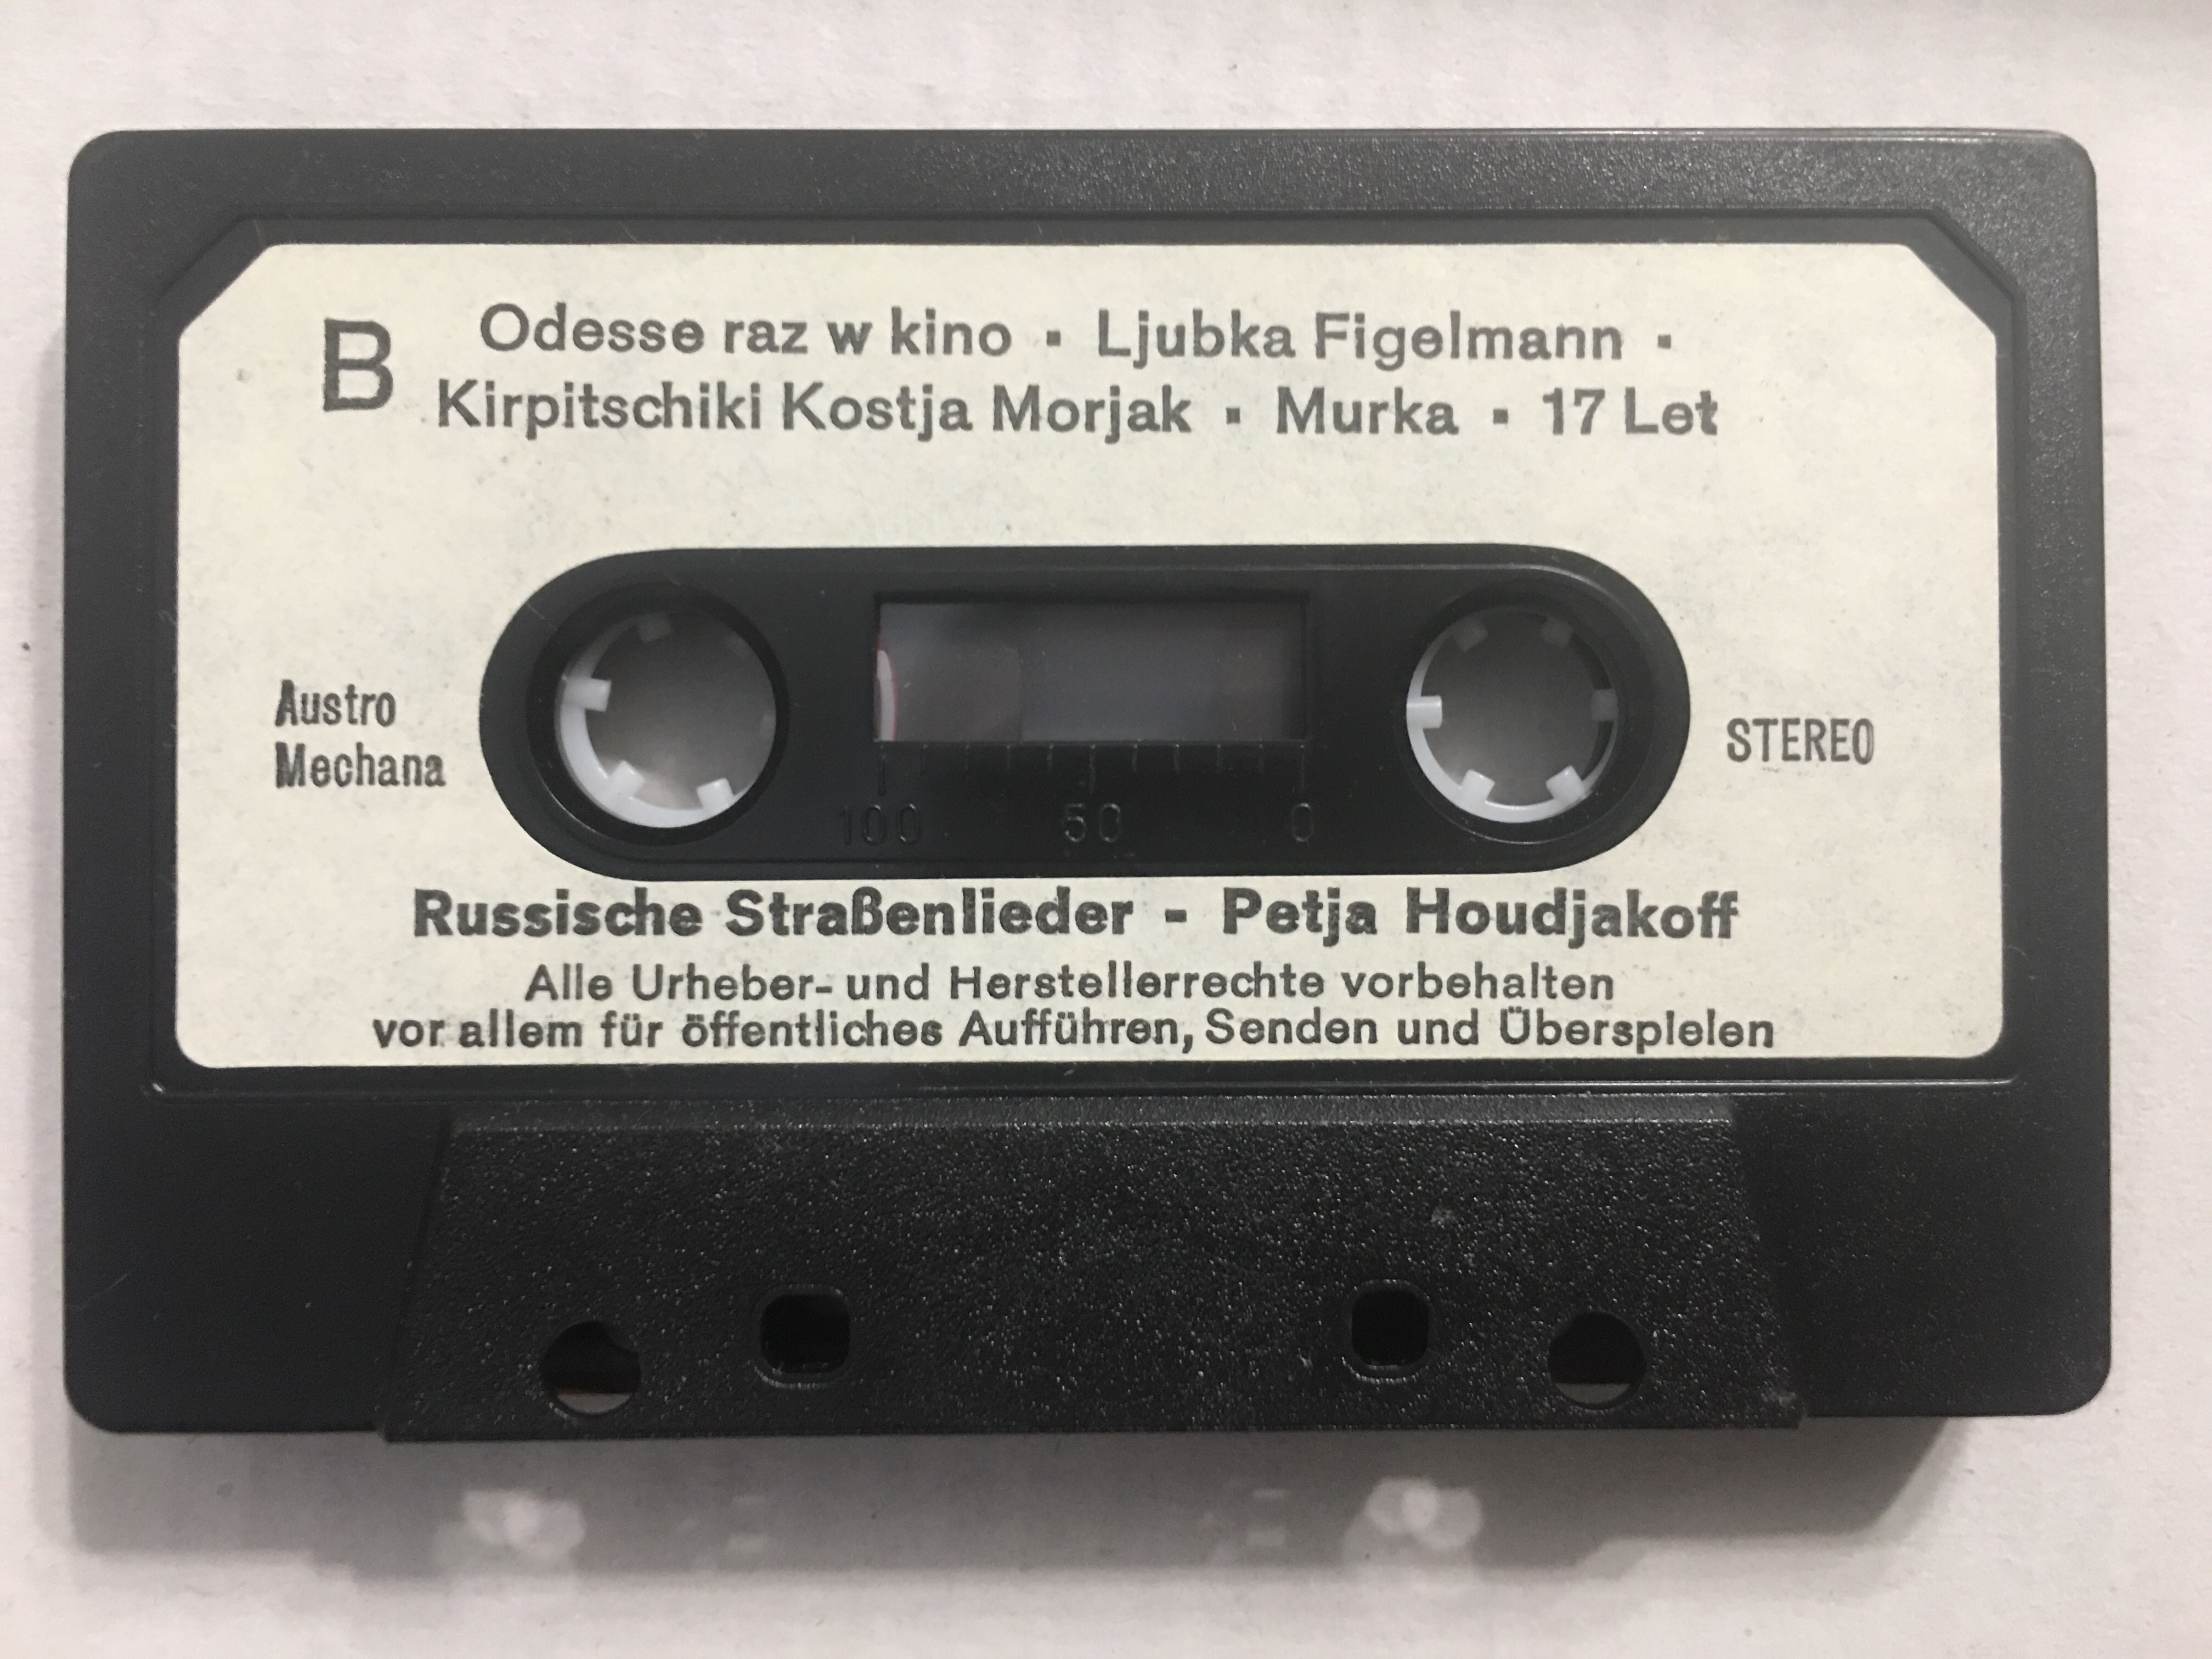 B
Odesse raz w kino ▪ Ljubka Figelmann ▪
Kirpitschiki Kostja Morjak ▪ Murka ▪ 17 Let
Austro
Mechana
STEREO
100 50 0
Russische Straßenlieder - Petja Houdjakoff
Alle Urheber- und Herstellerrechte vorbehalten
vor allem für öffentliches Aufführen, Senden und Übersplelen